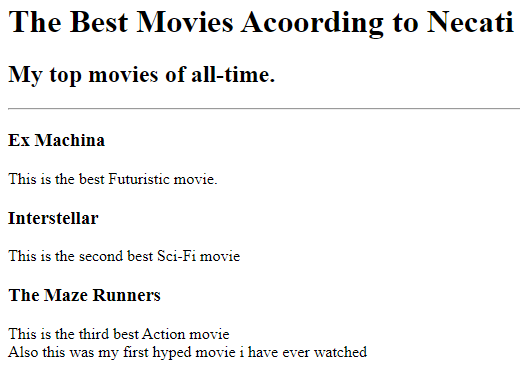 The Best Movies Acoording to Necati
My top movies of all-time.
Ex Machina
This is the best Futuristic movie.
Interstellar
This is the second best Sci-Fi movie
The Maze Runners
This is the third best Action movie
Also this was my first hyped movie i have ever watched